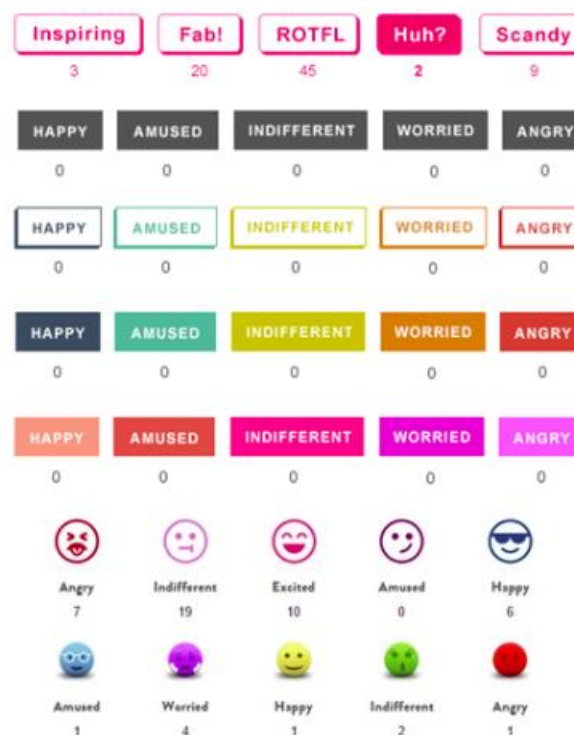 Inspiring Fab! ROTFL Huh? Scandy
3 20 45 2 9
HAPPY AMUSED INDIFFERENT WORRIED ANGRY
0 0 0 0 0
HAPPY AMUSED INDIFFERENT WORRIED ANGRY
0 0 0 0 0
HAPPY AMUSED INDIFFERENT WORRIED ANGRY
0 0 0 0 0
HAPPY AMUSED INDIFFERENT WORRIED ANGRY
0 0 0 0 0
Angry Indifferent Excited Amused Happy
7 19 10 0 6
Amused Worried Happy Indifferent Angry
1 4 1 2 1